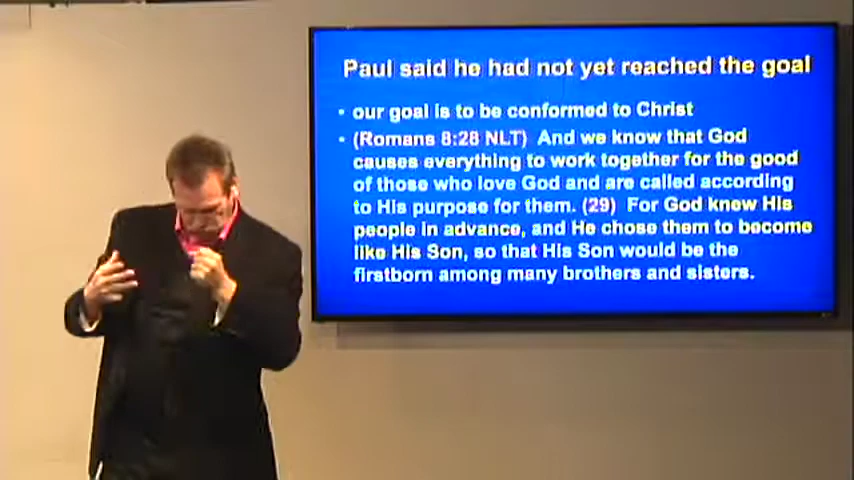 Paul said he had not yet reached the goal
• our goal is to be conformed to Christ
• (Romans 8:28 NLT) And we know that God
causes everything to work together for the good
of those who love God and are called according
to His purpose for them. (29) For God knew His
people in advance, and He chose them to become
like His Son, so that His Son would be the
firstborn among many brothers and sisters.